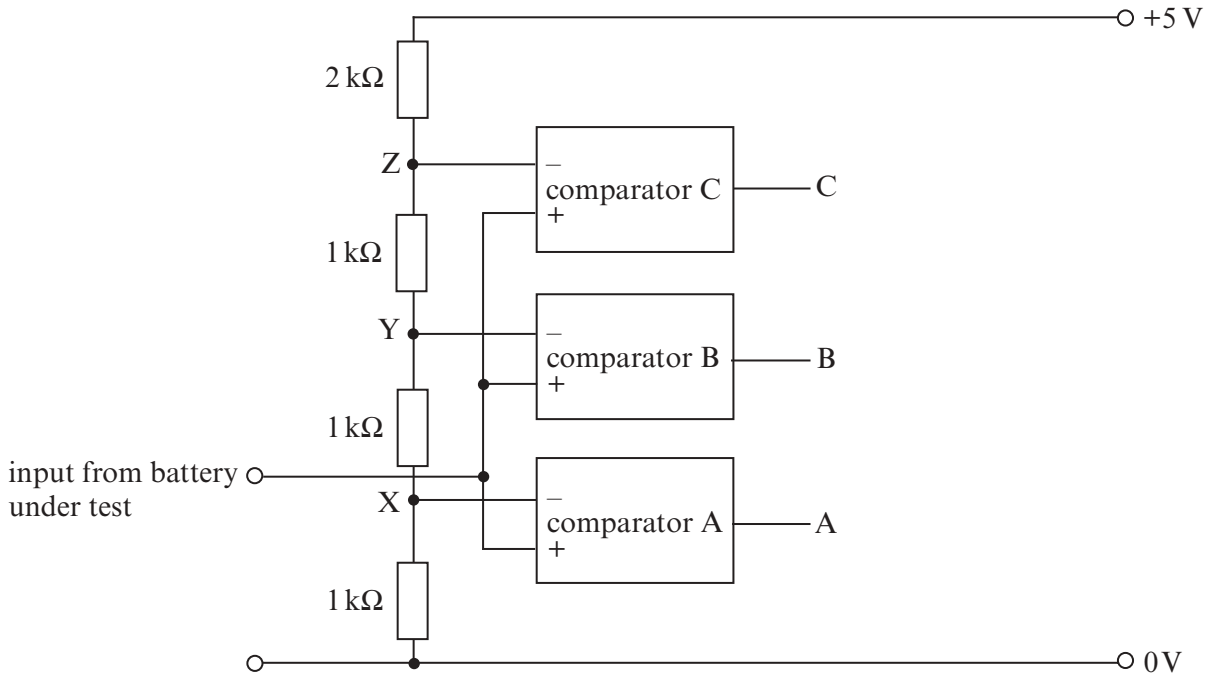 +5 V
2 kΩ
Z
–
comparator C
+
C
1 kΩ
Y
–
comparator B
+
B
1 kΩ
input from battery
under test
X
–
comparator A
+
A
1 kΩ
0 V